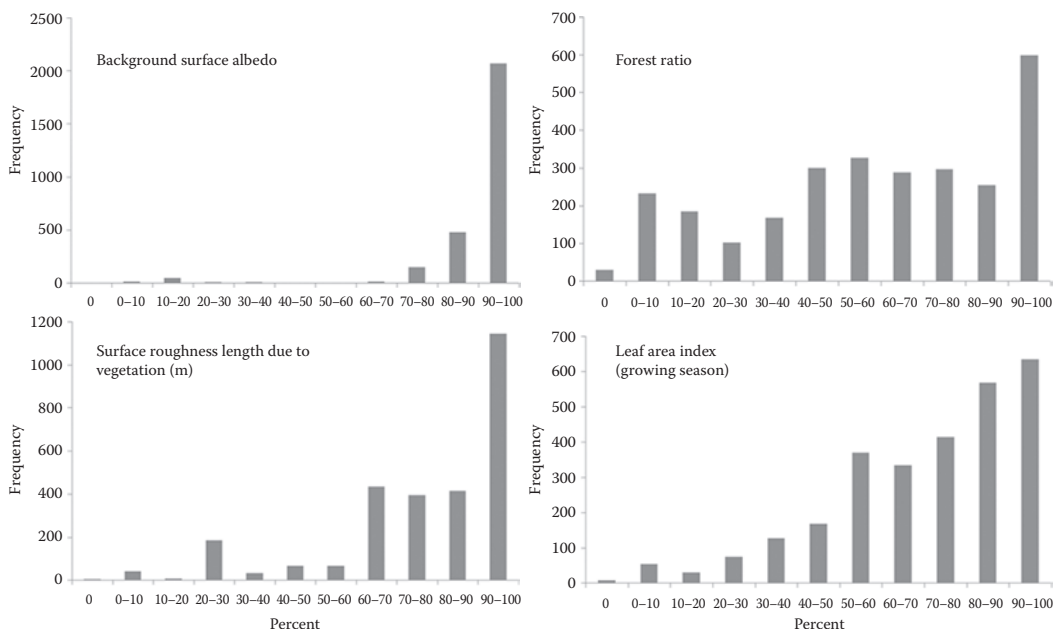 Background surface albedo
Frequency
2500
2000
1500
1000
500
0
0 0–10 10–20 20–30 30–40 40–50 50–60 60–70 70–80 80–90 90–100
Forest ratio
Frequency
700
600
500
400
300
200
100
0
0 0–10 10–20 20–30 30–40 40–50 50–60 60–70 70–80 80–90 90–100
Surface roughness length due to
vegetation (m)
Frequency
1200
1000
800
600
400
200
0
0 0–10 10–20 20–30 30–40 40–50 50–60 60–70 70–80 80–90 90–100
Percent
Leaf area index
(growing season)
Frequency
700
600
500
400
300
200
100
0
0 0–10 10–20 20–30 30–40 40–50 50–60 60–70 70–80 80–90 90–100
Percent